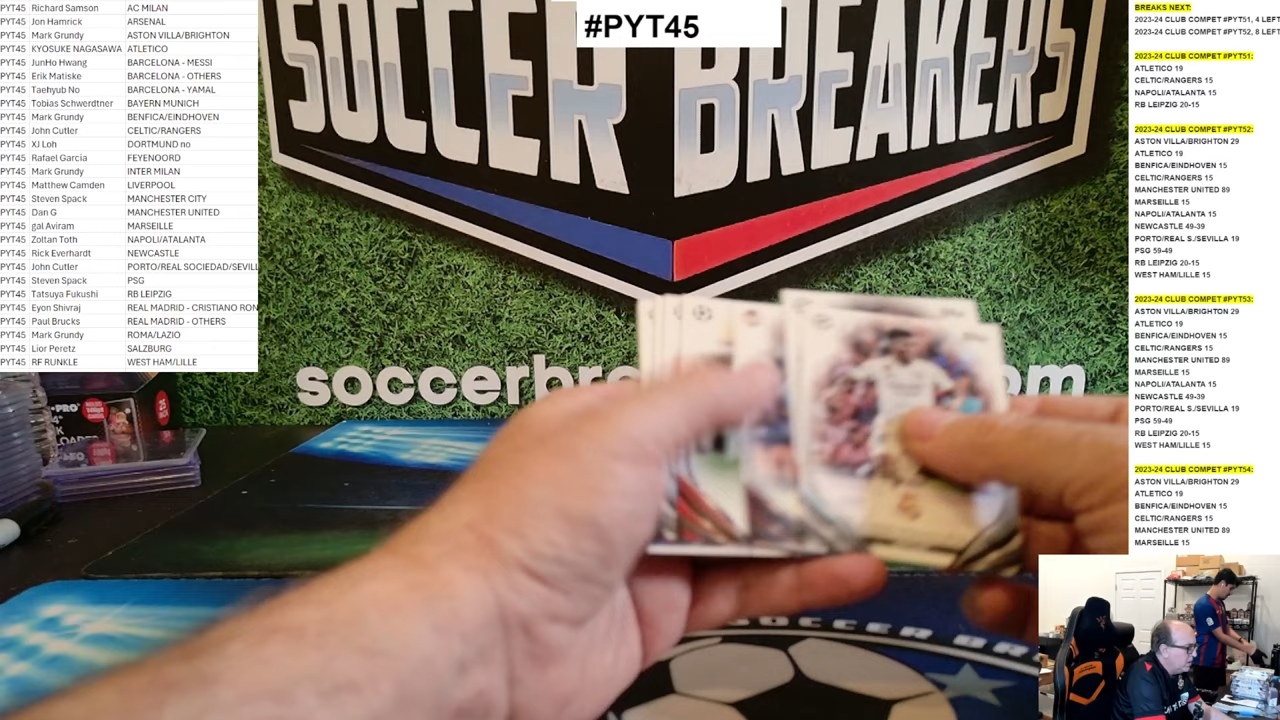 PYT45 Richard Samson AC MILAN
PYT45 Jon Hamrick ARSENAL
PYT45 Mark Grundy ASTON VILLA/BRIGHTON
PYT45 KYOSUKE NAGASAWA ATLETICO
PYT45 JunHo Hwang BARCELONA - MESSI
PYT45 Erik Matiske BARCELONA - OTHERS
PYT45 Taehyub No BARCELONA - YAMAL
PYT45 Tobias Schwerdtner BAYERN MUNICH
PYT45 Mark Grundy BENFICA/EINDHOVEN
PYT45 John Cutler CELTIC/RANGERS
PYT45 XJ Loh DORTMUND no
PYT45 Rafael Garcia FEYENOORD
PYT45 Mark Grundy INTER MILAN
PYT45 Matthew Camden LIVERPOOL
PYT45 Steven Spack MANCHESTER CITY
PYT45 Dan G MANCHESTER UNITED
PYT45 gal Aviram MARSEILLE
PYT45 Zoltan Toth NAPOLI/ATALANTA
PYT45 Rick Everhardt NEWCASTLE
PYT45 John Cutler PORTO/REAL SOCIEDAD/SEVILL
PYT45 Steven Spack PSG
PYT45 Tatsuya Fukushi RB LEIPZIG
PYT45 Eyon Shivraj REAL MADRID - CRISTIANO RON
PYT45 Paul Brucks REAL MADRID - OTHERS
PYT45 Mark Grundy ROMA/LAZIO
PYT45 Lior Peretz SALZBURG
PYT45 RF RUNKLE WEST HAM/LILLE
#PYT45
SOCCER BREAKERS
soccerbre om
SOCCER BR
25
BREAKS NEXT:
2023-24 CLUB COMPET #PYT51, 4 LEFT
2023-24 CLUB COMPET #PYT52, 8 LEFT
2023-24 CLUB COMPET #PYT51:
ATLETICO 19
CELTIC/RANGERS 15
NAPOLI/ATALANTA 15
RB LEIPZIG 20-15
2023-24 CLUB COMPET #PYT52:
ASTON VILLA/BRIGHTON 29
ATLETICO 19
BENFICA/EINDHOVEN 15
CELTIC/RANGERS 15
MANCHESTER UNITED 89
MARSEILLE 15
NAPOLI/ATALANTA 15
NEWCASTLE 49-39
PORTO/REAL S./SEVILLA 19
PSG 59-49
RB LEIPZIG 20-15
WEST HAM/LILLE 15
2023-24 CLUB COMPET #PYT53:
ASTON VILLA/BRIGHTON 29
ATLETICO 19
BENFICA/EINDHOVEN 15
CELTIC/RANGERS 15
MANCHESTER UNITED 89
MARSEILLE 15
NAPOLI/ATALANTA 15
NEWCASTLE 49-39
PORTO/REAL S./SEVILLA 19
PSG 59-49
RB LEIPZIG 20-15
WEST HAM/LILLE 15
2023-24 CLUB COMPET #PYT54:
ASTON VILLA/BRIGHTON 29
ATLETICO 19
BENFICA/EINDHOVEN 15
CELTIC/RANGERS 15
MANCHESTER UNITED 89
MARSEILLE 15